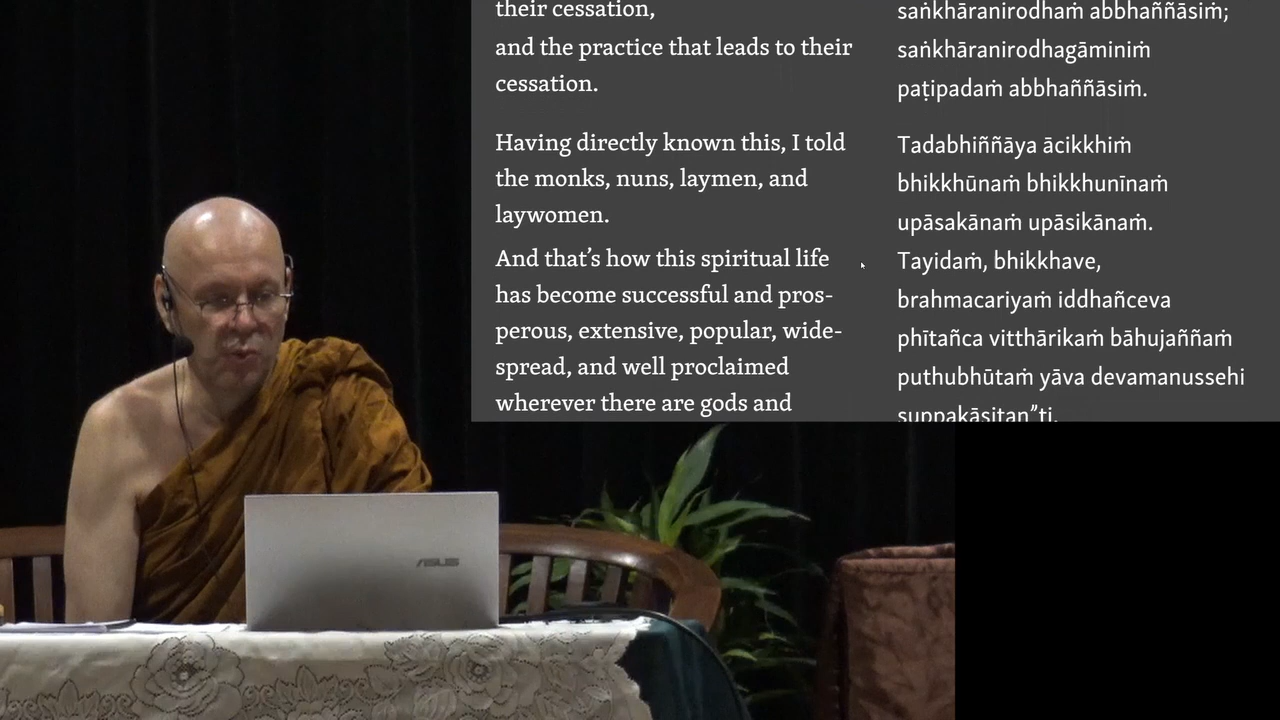 their cessation,
and the practice that leads to their
cessation.
Having directly known this, I told
the monks, nuns, laymen, and
laywomen.
And that’s how this spiritual life
has become successful and pros-
perous, extensive, popular, wide-
spread, and well proclaimed
wherever there are gods and
saṅkhāranirodhaṁ abbhaññāsiṁ;
saṅkhāranirodhagāminiṁ
paṭipadaṁ abbhaññāsiṁ.
Tadabhiññāya ācikkhiṁ
bhikkhūnaṁ bhikkhunīnaṁ
upāsakānaṁ upāsikānaṁ.
Tayidaṁ, bhikkhave,
brahmacariyaṁ iddhañceva
phītañca vitthārikaṁ bāhujaññaṁ
puthubhūtaṁ yāva devamanussehi
suppakāsitan”ti.
ASUS